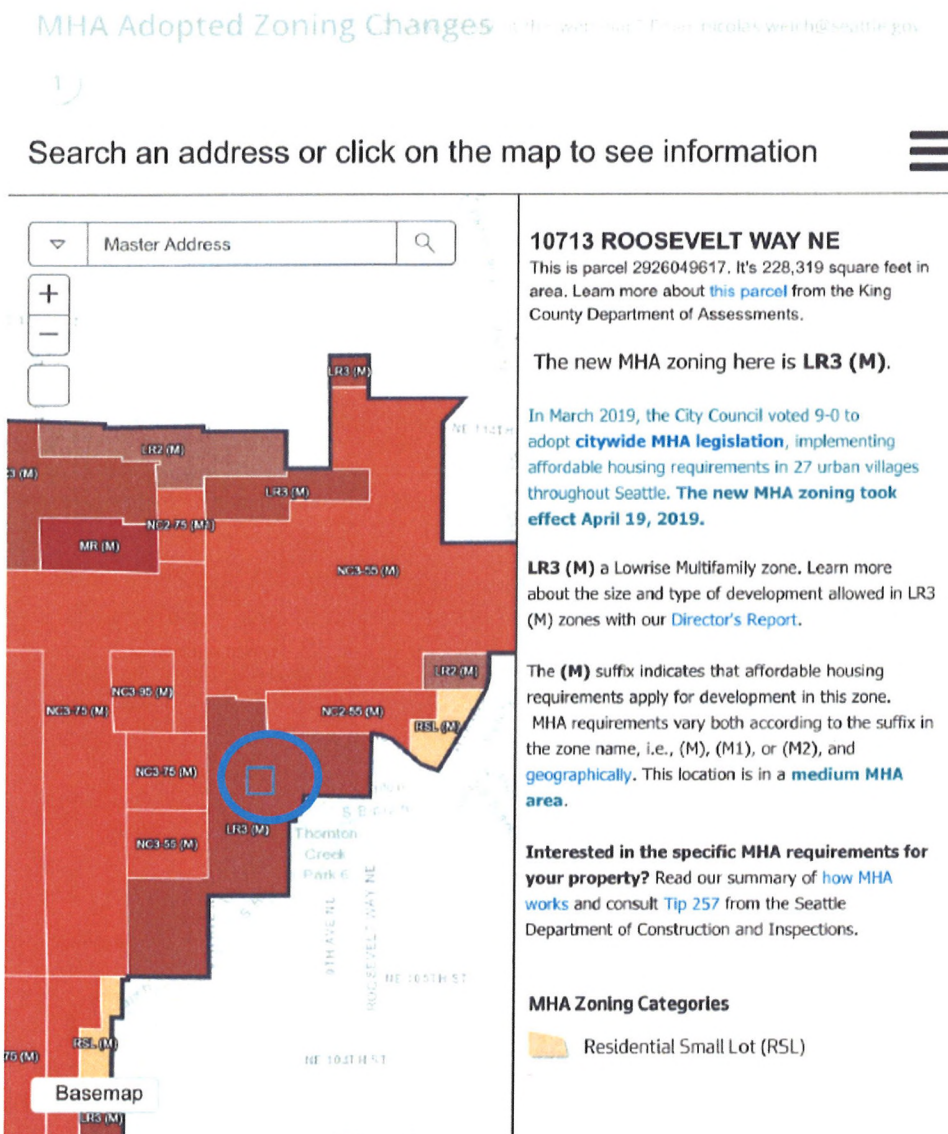 MHA Adopted Zoning Changes
Search an address or click on the map to see information
Master Address
+
−
10713 ROOSEVELT WAY NE
This is parcel 2926049617. It's 228,319 square feet in
area. Learn more about this parcel from the King
County Department of Assessments.
The new MHA zoning here is LR3 (M).
In March 2019, the City Council voted 9-0 to
adopt citywide MHA legislation, implementing
affordable housing requirements in 27 urban villages
throughout Seattle. The new MHA zoning took
effect April 19, 2019.
LR3 (M) a Lowrise Multifamily zone. Learn more
about the size and type of development allowed in LR3
(M) zones with our Director's Report.
The (M) suffix indicates that affordable housing
requirements apply for development in this zone.
MHA requirements vary both according to the suffix in
the zone name, i.e., (M), (M1), or (M2), and
geographically. This location is in a medium MHA
area.
Interested in the specific MHA requirements for
your property? Read our summary of how MHA
works and consult Tip 257 from the Seattle
Department of Construction and Inspections.
MHA Zoning Categories
Residential Small Lot (RSL)
LR3 (M)
LR2 (M)
3 (M)
LR3 (M)
NC2-75 (M1)
MR (M)
NC3-55 (M)
LR2 (M)
NC3-95 (M)
NC3-75 (M)
NC2-55 (M)
RSL (M)
NC3-75 (M)
LR3 (M)
NC3-55 (M)
Thornton
Creek
Park 6
9TH AVE NE
ROOSEVELT WAY NE
NE 105TH ST
RSL (M)
75 (M)
NE 104TH ST
Basemap
LR3 (M)